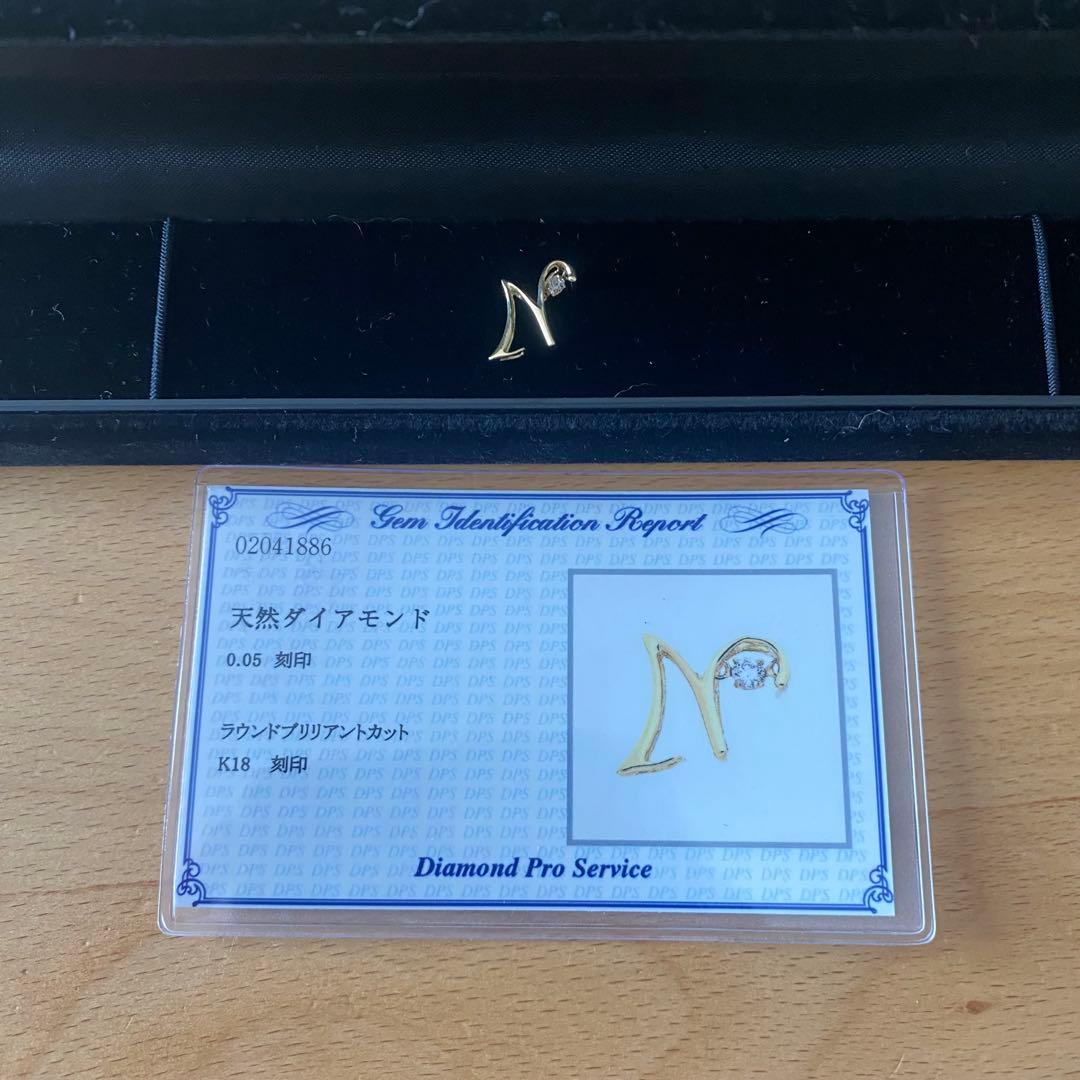 Gem Identification Report
02041886
天然ダイアモンド
0.05 刻印
ラウンドブリリアントカット
K18 刻印
Diamond Pro Service